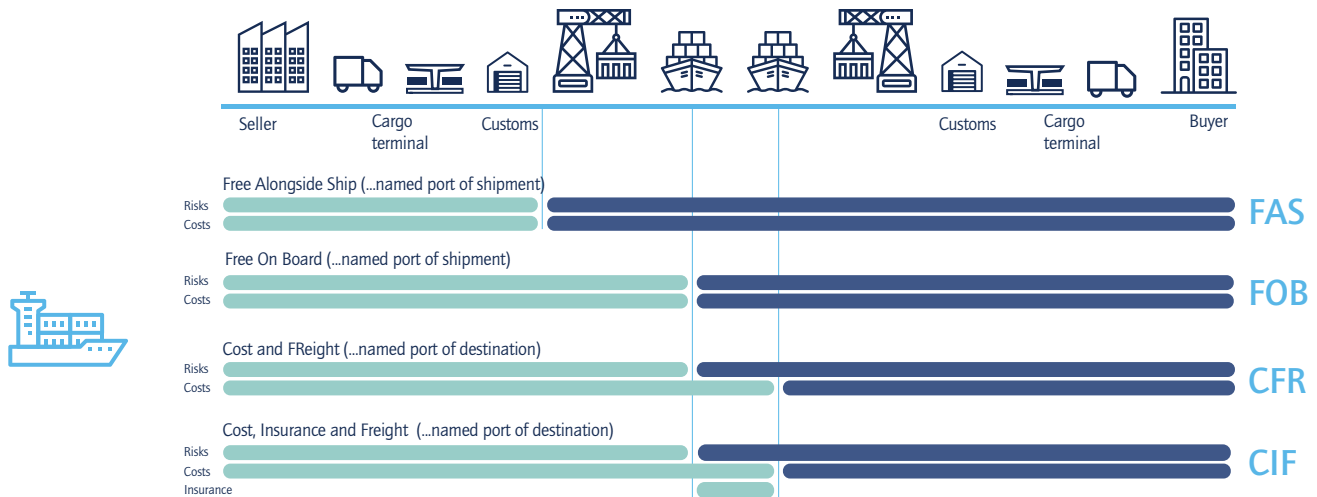 Seller
Cargo
terminal
Customs
Customs
Cargo
terminal
Buyer
Free Alongside Ship (...named port of shipment)
Risks
Costs
FAS
Free On Board (...named port of shipment)
Risks
Costs
FOB
Cost and FReight (...named port of destination)
Risks
Costs
CFR
Cost, Insurance and Freight (...named port of destination)
Risks
Costs
Insurance
CIF